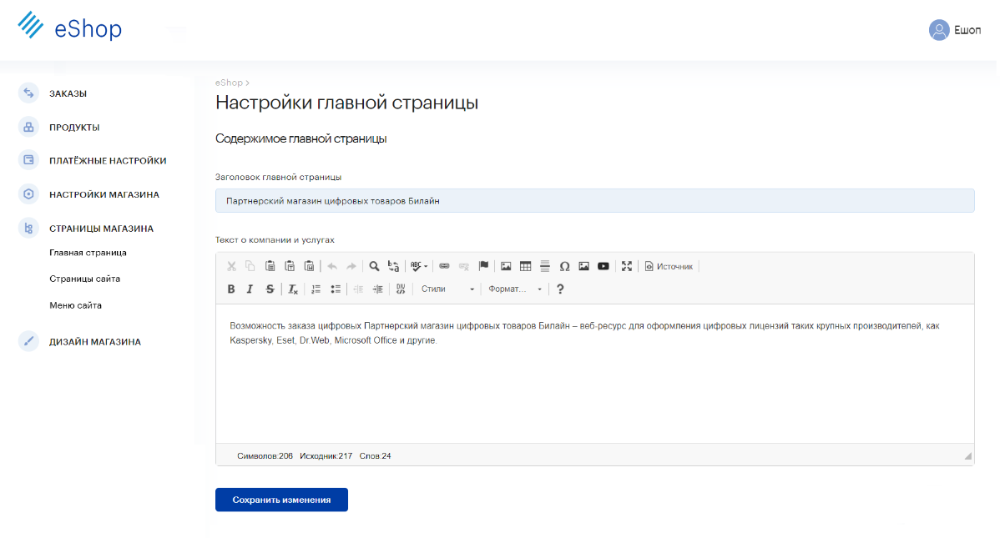 eShop
Ешоп
ЗАКАЗЫ
ПРОДУКТЫ
ПЛАТЁЖНЫЕ НАСТРОЙКИ
НАСТРОЙКИ МАГАЗИНА
СТРАНИЦЫ МАГАЗИНА
Главная страница
Страницы сайта
Меню сайта
ДИЗАЙН МАГАЗИНА
eShop >
Настройки главной страницы
Содержимое главной страницы
Заголовок главной страницы
Партнерский магазин цифровых товаров Билайн
Текст о компании и услугах
ABC Ω Источник
B I S Ix DIV Стили Формат... ?
Возможность заказа цифровых Партнерский магазин цифровых товаров Билайн – веб-ресурс для оформления цифровых лицензий таких крупных производителей, как
Kaspersky, Eset, Dr.Web, Microsoft Office и другие.
Символов:206 Исходник:217 Слов:24
Сохранить изменения